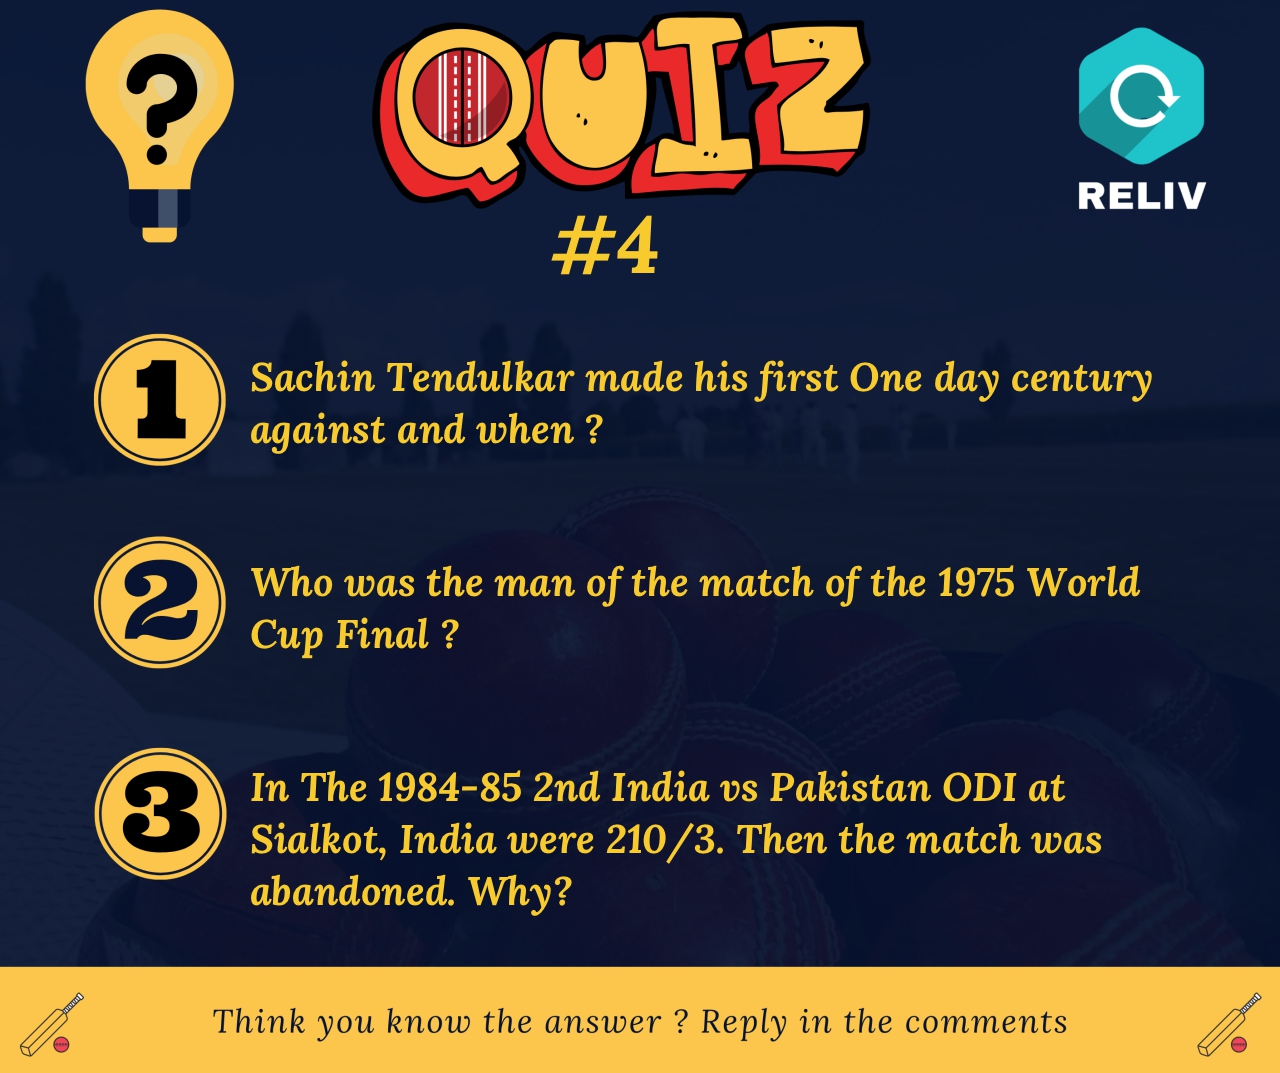 ?
QUIZ
RELIV
#4
1
Sachin Tendulkar made his first One day century
against and when ?
2
Who was the man of the match of the 1975 World
Cup Final ?
3
In The 1984-85 2nd India vs Pakistan ODI at
Sialkot, India were 210/3. Then the match was
abandoned. Why?
Think you know the answer ? Reply in the comments